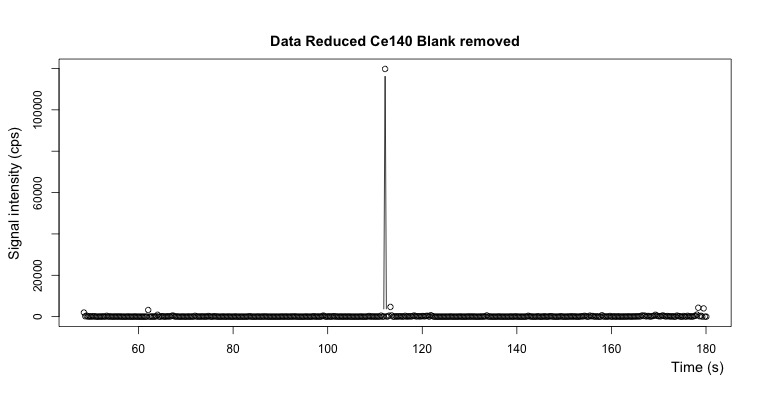 Data Reduced Ce140 Blank removed
Signal intensity (cps)
100000
60000
20000
0
60 80 100 120 140 160 180
Time (s)